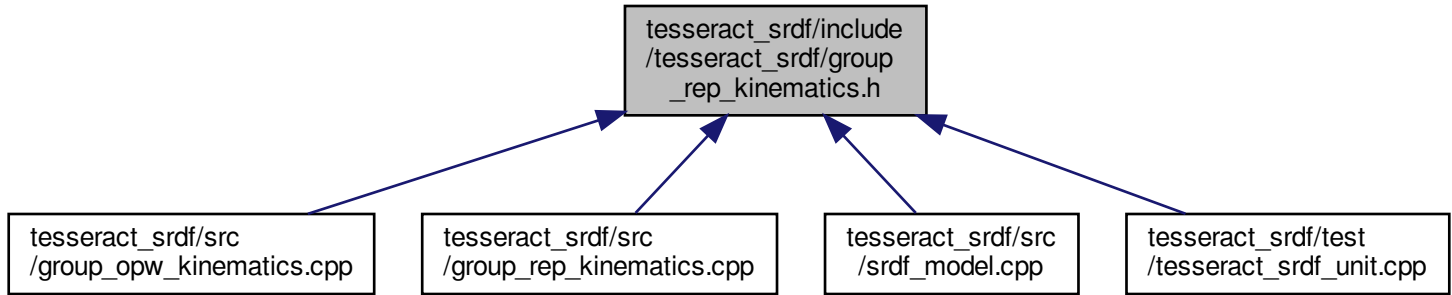 tesseract_srdf/include
/tesseract_srdf/group
_rep_kinematics.h
tesseract_srdf/src
/group_opw_kinematics.cpp
tesseract_srdf/src
/group_rep_kinematics.cpp
tesseract_srdf/src
/srdf_model.cpp
tesseract_srdf/test
/tesseract_srdf_unit.cpp